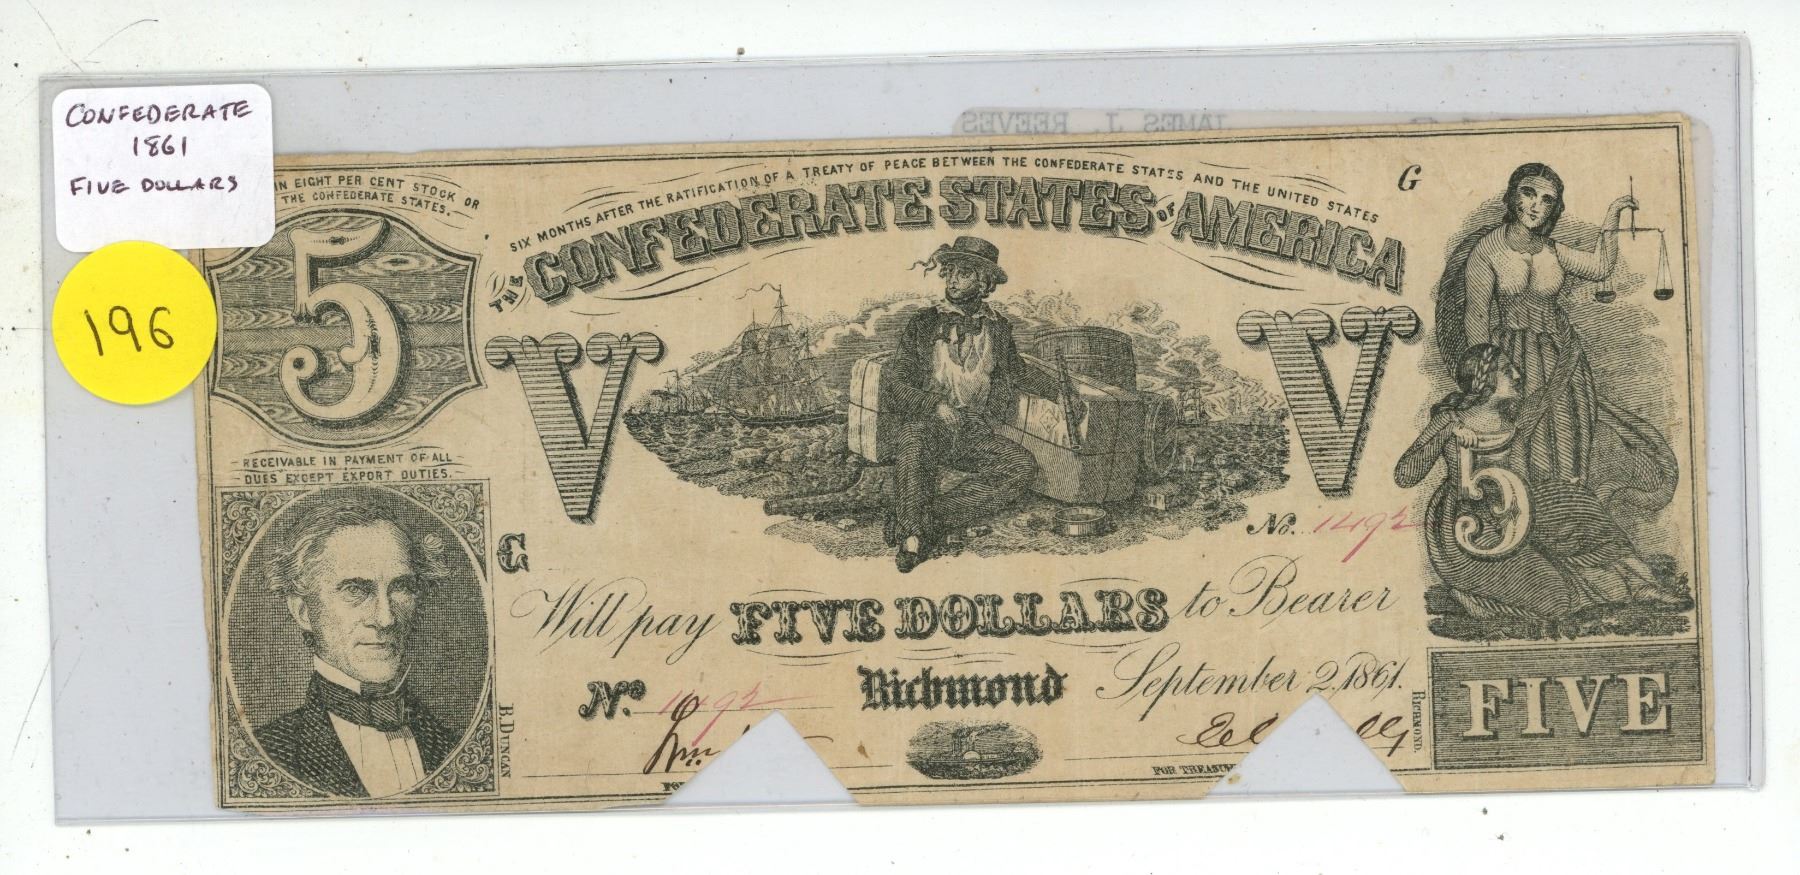 CONFEDERATE
1861
FIVE DOLLARS
196
JAMES J. REEVES
IN EIGHT PER CENT STOCK OR
THE CONFEDERATE STATES.
SIX MONTHS AFTER THE RATIFICATION OF A TREATY OF PEACE BETWEEN THE CONFEDERATE STATES AND THE UNITED STATES
THE CONFEDERATE STATES OF AMERICA
G
5
V
V
5
RECEIVABLE IN PAYMENT OF ALL
DUES EXCEPT EXPORT DUTIES.
G
No. 1492
Will pay FIVE DOLLARS to Bearer
No. 1492
Richmond September 2, 1861.
B. DUNCAN
RICHMOND.
FIVE
FOR TREASU